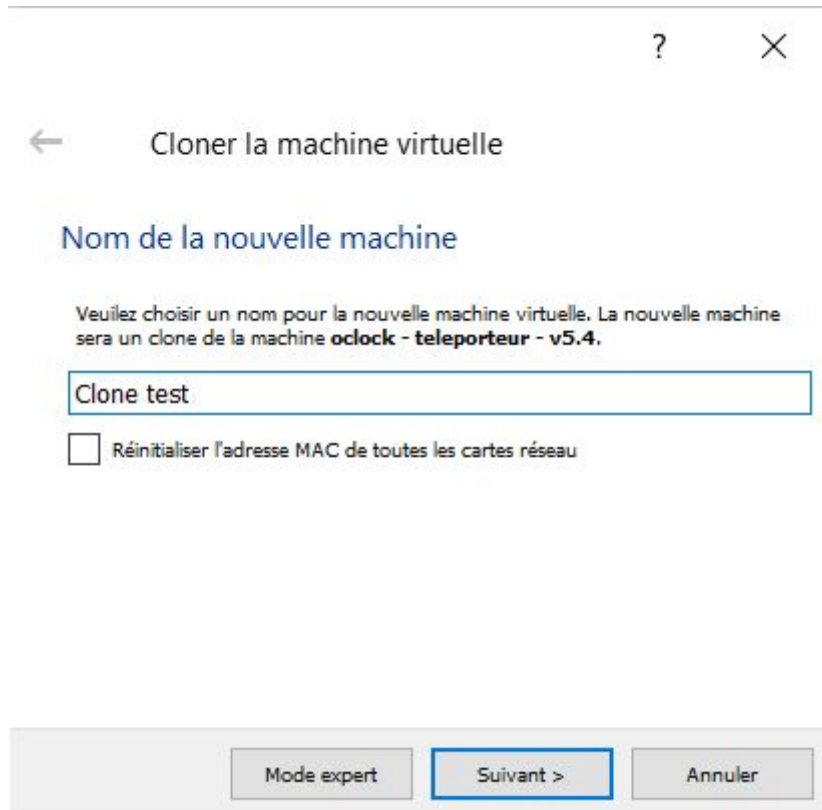 ?
Cloner la machine virtuelle
Nom de la nouvelle machine
Veuilez choisir un nom pour la nouvelle machine virtuelle. La nouvelle machine
sera un clone de la machine oclock - teleporteur - v5.4.
Clone test
Réinitialiser l'adresse MAC de toutes les cartes réseau
Mode expert
Suivant >
Annuler